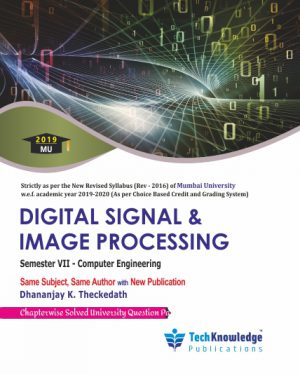 2019
MU
Strictly as per the New Revised Syllabus (Rev - 2016) of Mumbai University
w.e.f. academic year 2019-2020 (As per Choice Based Credit and Grading System)
DIGITAL SIGNAL &
IMAGE PROCESSING
Semester VII - Computer Engineering
Same Subject, Same Author with New Publication
Dhananjay K. Theckedath
Chapterwise Solved University Question
TechKnowledge
Publications